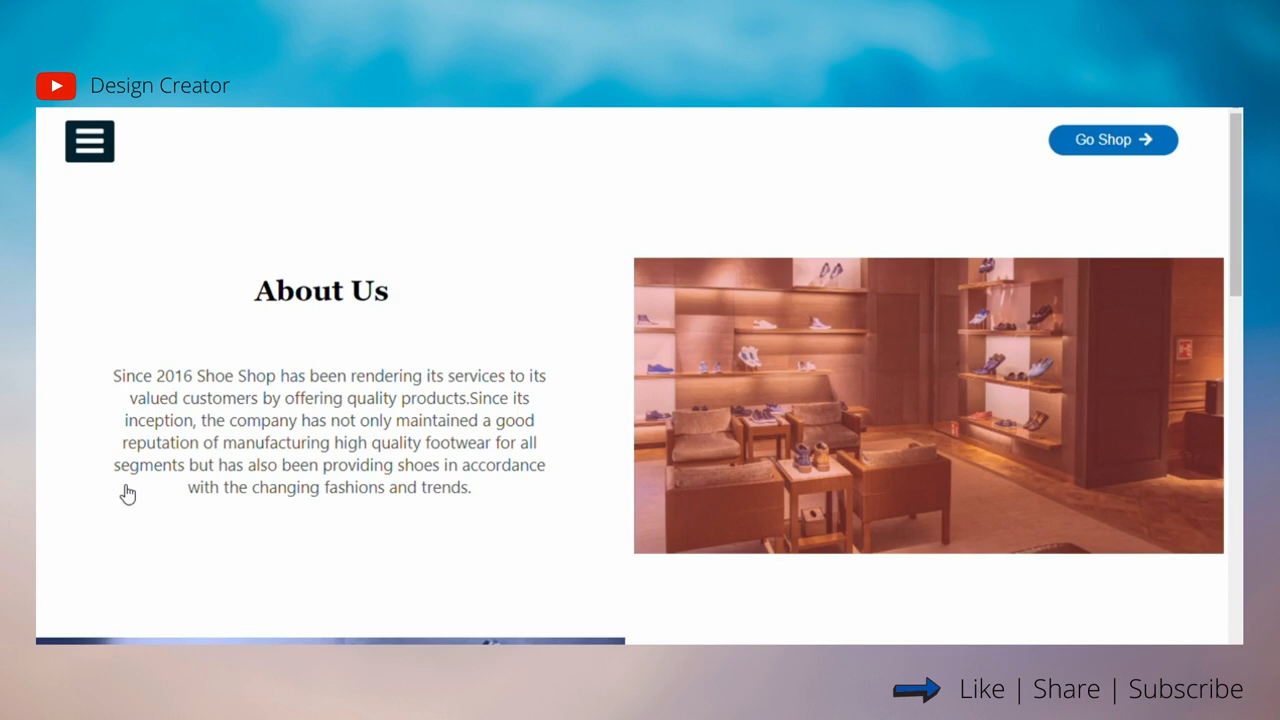 Design Creator
Go Shop
About Us
Since 2016 Shoe Shop has been rendering its services to its
valued customers by offering quality products.Since its
inception, the company has not only maintained a good
reputation of manufacturing high quality footwear for all
segments but has also been providing shoes in accordance
with the changing fashions and trends.
Like | Share | Subscribe